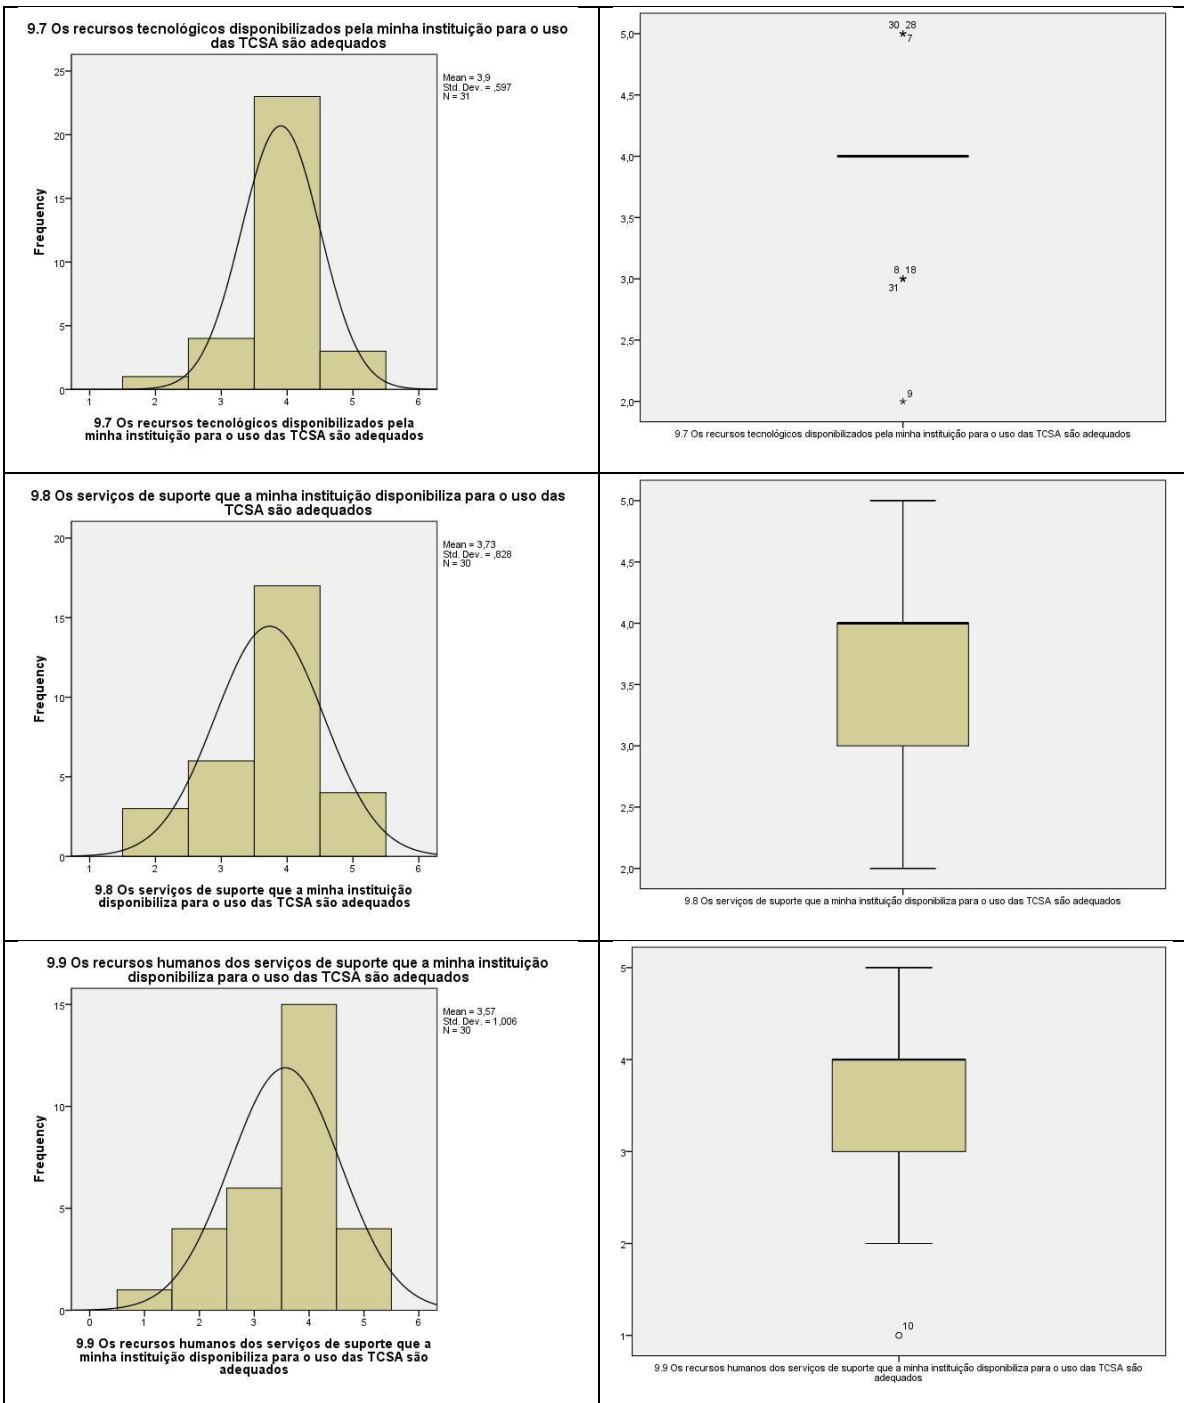 9.7 Os recursos tecnológicos disponibilizados pela minha instituição para o uso
das TCSA são adequados
Mean = 3,9
Std. Dev. = ,597
N = 31
25
20
15
10
5
0
Frequency
1 2 3 4 5 6
9.7 Os recursos tecnológicos disponibilizados pela
minha instituição para o uso das TCSA são adequados
30 28
7
5,0
4,5
4,0
3,5
8 18
3,0
31
2,5
9
2,0
9.7 Os recursos tecnológicos disponibilizados pela minha instituição para o uso das TCSA são adequados
9.8 Os serviços de suporte que a minha instituição disponibiliza para o uso das
TCSA são adequados
Mean = 3,73
Std. Dev. = ,828
N = 30
20
15
10
5
0
Frequency
1 2 3 4 5 6
9.8 Os serviços de suporte que a minha instituição
disponibiliza para o uso das TCSA são adequados
5,0
4,5
4,0
3,5
3,0
2,5
2,0
9.8 Os serviços de suporte que a minha instituição disponibiliza para o uso das TCSA são adequados
9.9 Os recursos humanos dos serviços de suporte que a minha instituição
disponibiliza para o uso das TCSA são adequados
Mean = 3,57
Std. Dev. = 1,006
N = 30
15
10
5
0
Frequency
0 1 2 3 4 5 6
9.9 Os recursos humanos dos serviços de suporte que a
minha instituição disponibiliza para o uso das TCSA são
adequados
5
4
3
2
10
1
9.9 Os recursos humanos dos serviços de suporte que a minha instituição disponibiliza para o uso das TCSA são
adequados